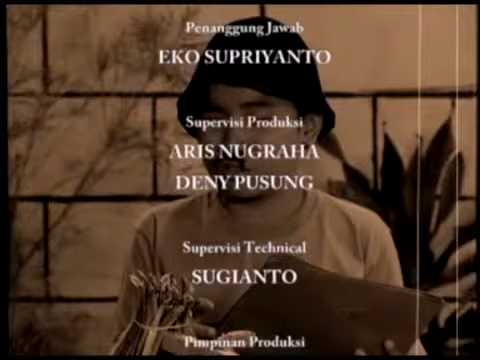 Penanggung Jawab
EKO SUPRIYANTO
Supervisi Produksi
ARIS NUGRAHA
DENY PUSUNG
Supervisi Technical
SUGIANTO
Pimpinan Produksi